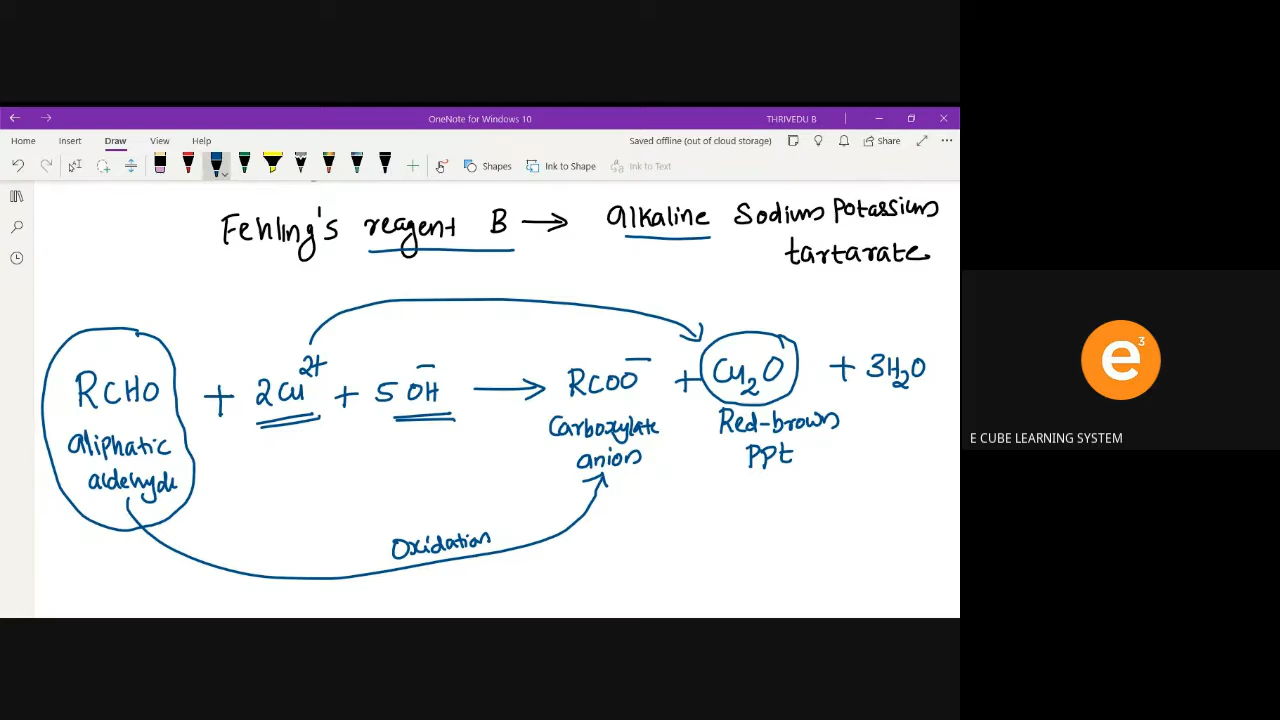 OneNote for Windows 10
THRIVEDU B
Home Insert Draw View Help
Saved offline (out of cloud storage)
Share
Shapes Ink to Shape Ink to Text
Fehling's reagent B → alkaline Sodium Potassium
tartarate
RCHO + 2Cu²⁺ + 5OH⁻ → RCOO⁻ + Cu₂O + 3H₂O
aliphatic
aldehyde
Carboxylate
anion
Red-brown
ppt
Oxidation
e³
E CUBE LEARNING SYSTEM